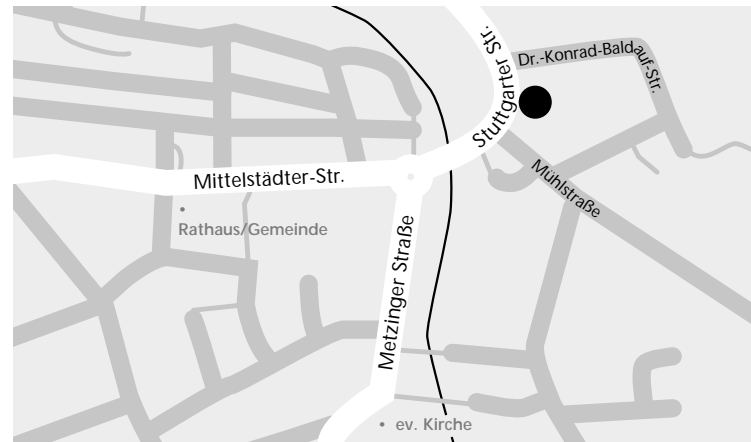 Stuttgarter Str.
Dr.-Konrad-Baldauf-Str.
Mittelstädter-Str.
Mühlstraße
Rathaus/Gemeinde
Metzinger Straße
ev. Kirche